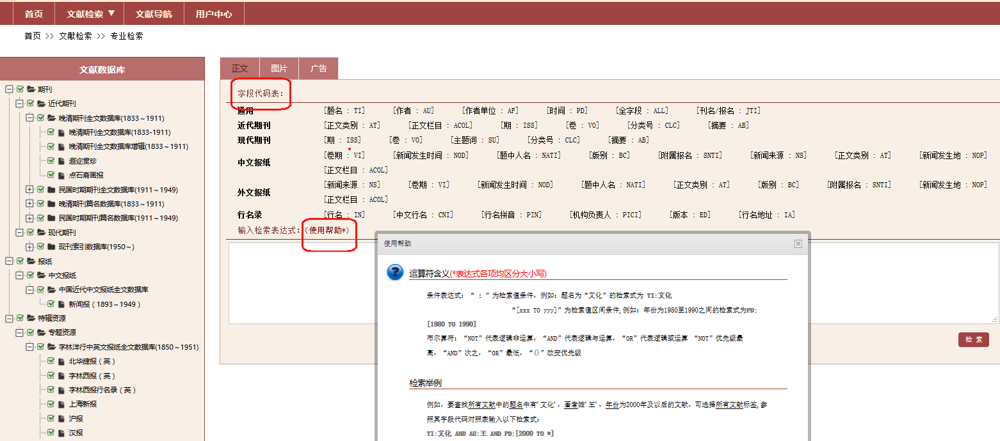 首页 文献检索 ▼ 文献导航 用户中心
首页 >> 文献检索 >> 专业检索
文献数据库
期刊
近代期刊
晚清期刊全文数据库(1833～1911)
晚清期刊全文数据库(1833-1911)
晚清期刊全文数据库增辑(1833～1911)
遐迩贯珍
点石斋画报
民国时期期刊全文数据库(1911～1949)
晚清期刊篇名数据库(1833～1911)
民国时期期刊篇名数据库(1911～1949)
现代期刊
现刊索引数据库(1950～)
报纸
中文报纸
中国近代中文报纸全文数据库
新闻报（1893～1949）
特辑资源
专题资源
字林洋行中英文报纸全文数据库(1850～1951)
北华捷报（英）
字林西报（英）
字林西报行名录（英）
上海新报
沪报
汉报
正文 图片 广告
字段代码表：
通用 [题名 : TI] [作者 : AU] [作者单位 : AF] [时间 : PD] [全字段 : ALL] [刊名/报名 : JTI]
近代期刊 [正文类别 : AT] [正文栏目 : ACOL] [期 : ISS] [卷 : VO] [分类号 : CLC] [摘要 : AB]
现代期刊 [期 : ISS] [卷 : VO] [主题词 : SU] [分类号 : CLC] [摘要 : AB]
中文报纸 [卷期 : VI] [新闻发生时间 : NOD] [题中人名 : NATI] [版别 : BC] [附属报名 : SNTI] [新闻来源 : NS] [正文类别 : AT] [新闻发生地 : NOP]
[正文栏目 : ACOL]
外文报纸 [新闻来源 : NS] [卷期 : VI] [新闻发生时间 : NOD] [题中人名 : NATI] [正文类别 : AT] [版别 : BC] [附属报名 : SNTI] [新闻发生地 : NOP]
[正文栏目 : ACOL]
行名录 [行名 : IN] [中文行名 : CNI] [行名拼音 : PIN] [机构负责人 : PICI] [版本 : ED] [行名地址 : IA]
输入检索表达式：(使用帮助*)
使用帮助
运算符含义(*表达式各项均区分大小写)
条件表达式：“ : ”为检索值条件，例如：题名为“文化”的检索式为 TI:文化
“[xxx TO yyy]”为检索值区间条件,例如：年份为1980至1990之间的检索式为PD:
[1980 TO 1990]
布尔算符：“NOT”代表逻辑非运算，“AND”代表逻辑与运算，“OR”代表逻辑或运算 “NOT”优先级最
高，“AND”次之，“OR”最低，“()”改变优先级
检索举例
例如，要查找所有文献中的题名中有'文化'，著者姓'王'，年份为2000年及以后的文献，可选择所有文献标签,参
照其字段代码对照表输入以下检索式：
TI:文化 AND AU:王 AND PD:[2000 TO *]
检 索